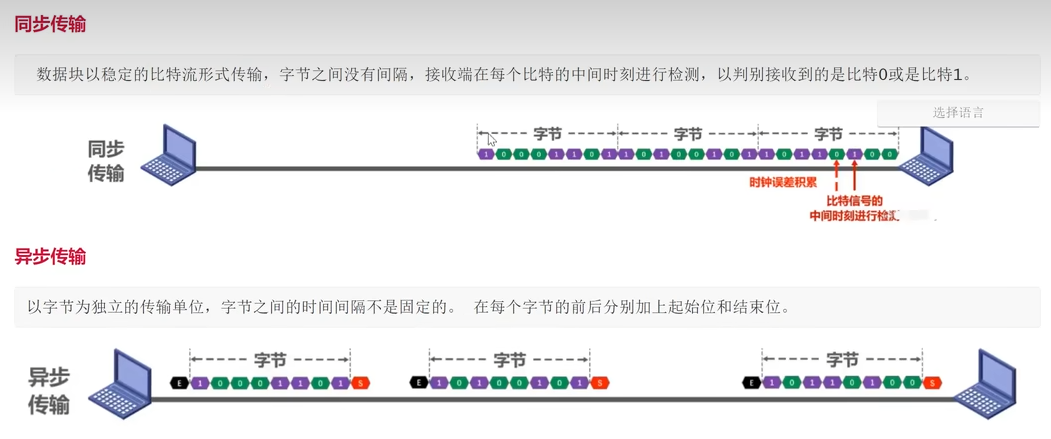 同步传输
数据块以稳定的比特流形式传输，字节之间没有间隔，接收端在每个比特的中间时刻进行检测，以判别接收到的是比特0或是比特1。
选择语言
同步
传输
字节 字节 字节
1 0 0 0 1 1 0 1 1 0 1 0 0 1 0 1 1 0 1 1 0 1 0 0
时钟误差积累
比特信号的
中间时刻进行检测
异步传输
以字节为独立的传输单位，字节之间的时间间隔不是固定的。 在每个字节的前后分别加上起始位和结束位。
异步
传输
字节 字节 字节
E 1 0 0 0 1 1 0 1 S E 1 0 1 0 0 1 0 1 S E 1 0 1 1 0 1 0 0 S